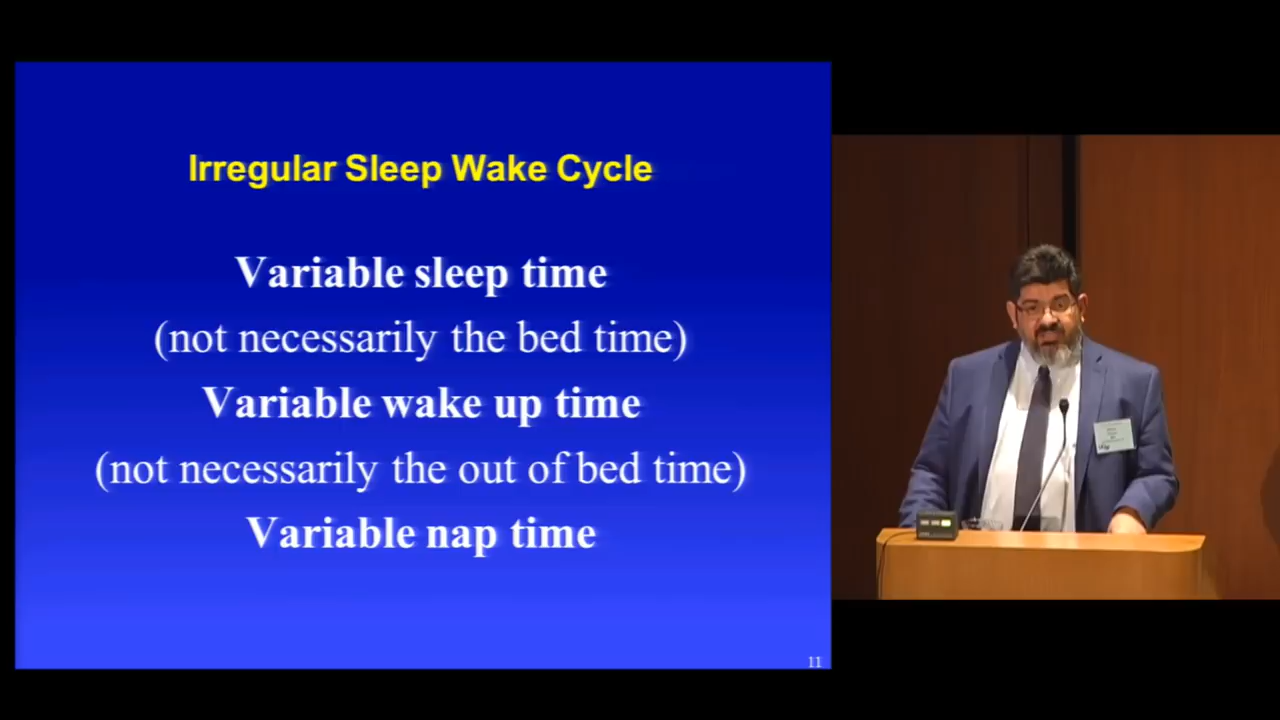 Irregular Sleep Wake Cycle
Variable sleep time
(not necessarily the bed time)
Variable wake up time
(not necessarily the out of bed time)
Variable nap time
11